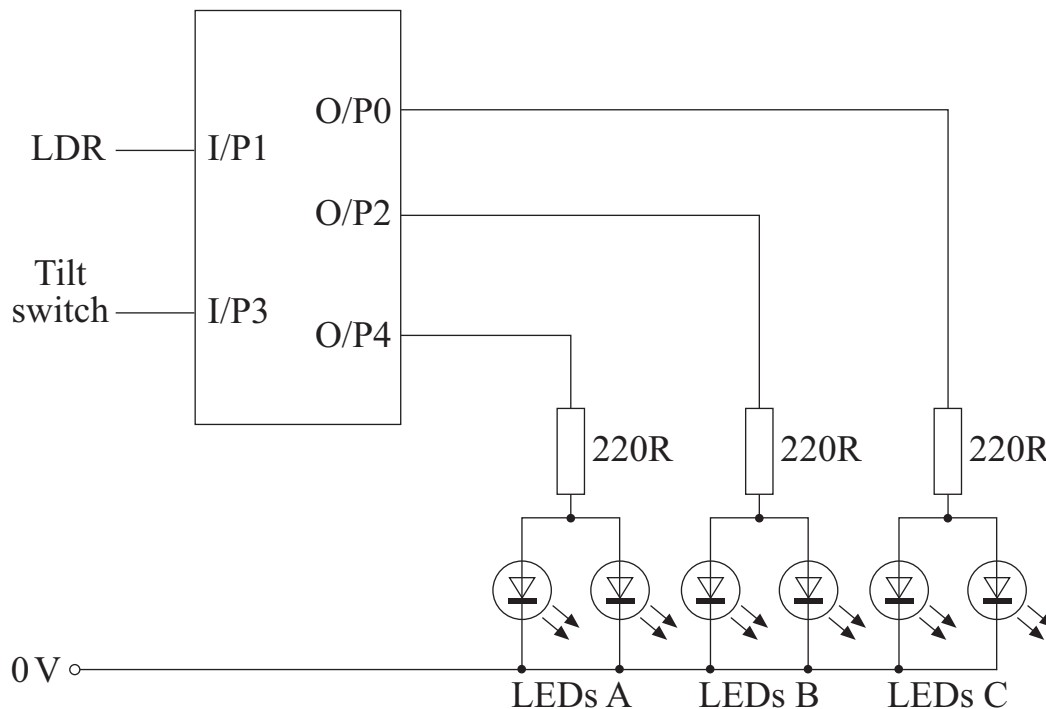 O/P0
LDR
I/P1
O/P2
Tilt
switch
I/P3
O/P4
220R
220R
220R
0 V
LEDs A
LEDs B
LEDs C